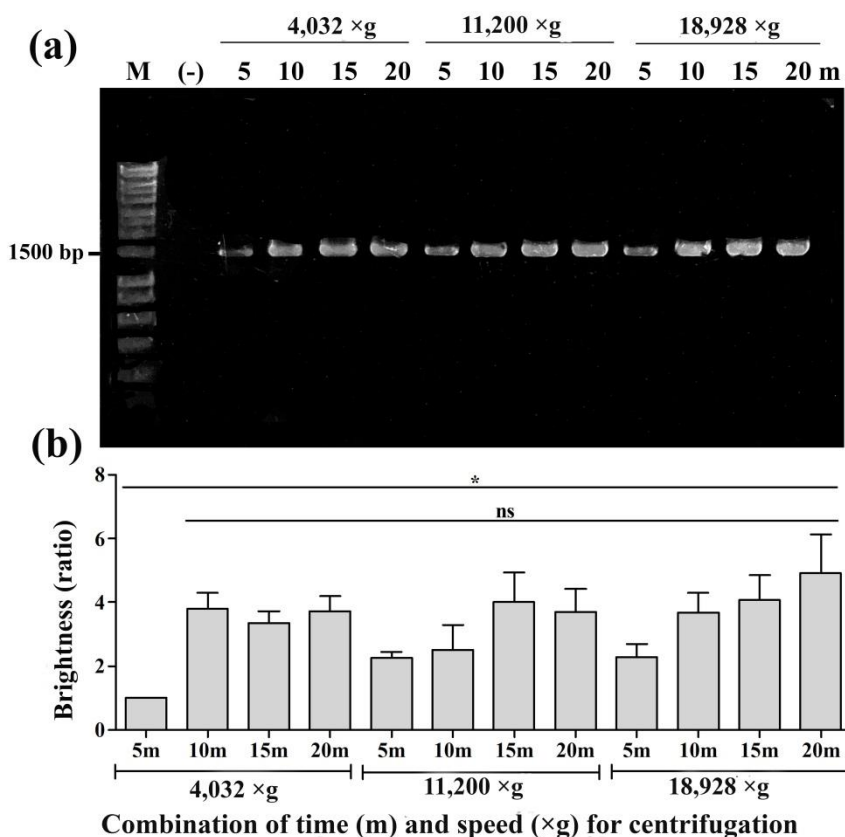 4,032 ×g 11,200 ×g 18,928 ×g
(a)
M (-) 5 10 15 20 5 10 15 20 5 10 15 20 m
1500 bp
(b)
8
*
ns
6
4
2
0
Brightness (ratio)
5m 10m 15m 20m 5m 10m 15m 20m 5m 10m 15m 20m
4,032 ×g 11,200 ×g 18,928 ×g
Combination of time (m) and speed (×g) for centrifugation